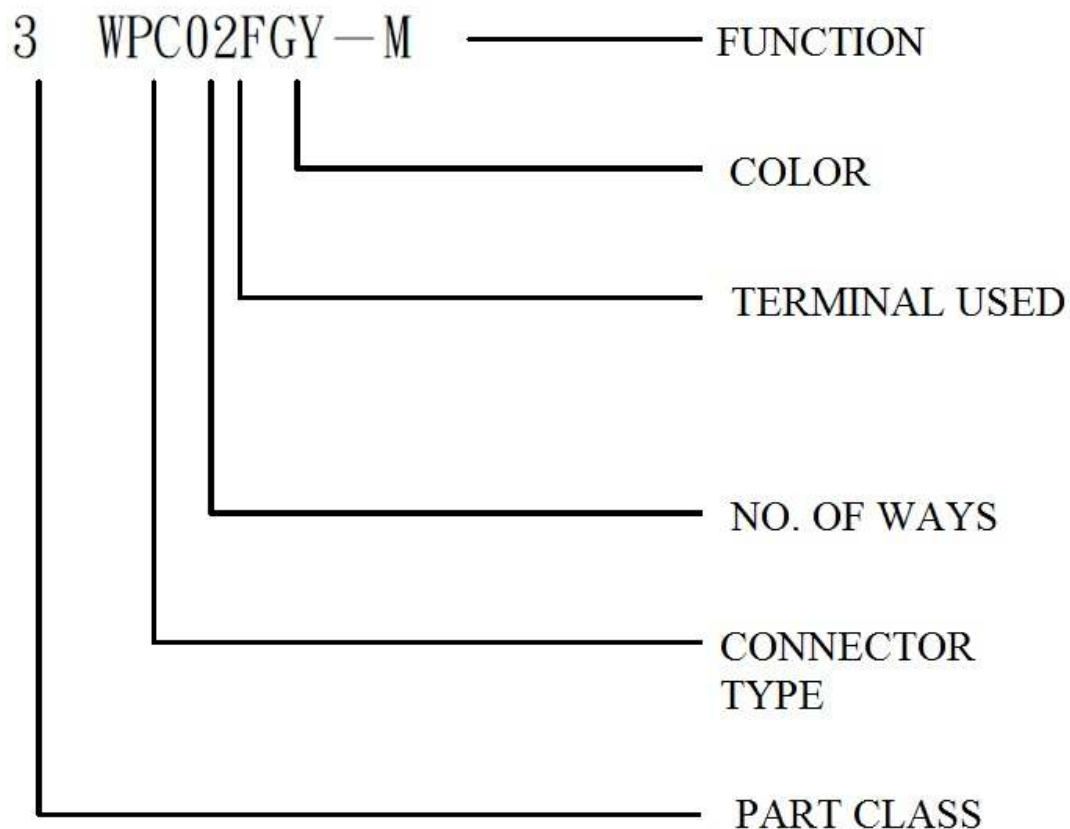 3 WPC02FGY—M FUNCTION
COLOR
TERMINAL USED
NO. OF WAYS
CONNECTOR
TYPE
PART CLASS